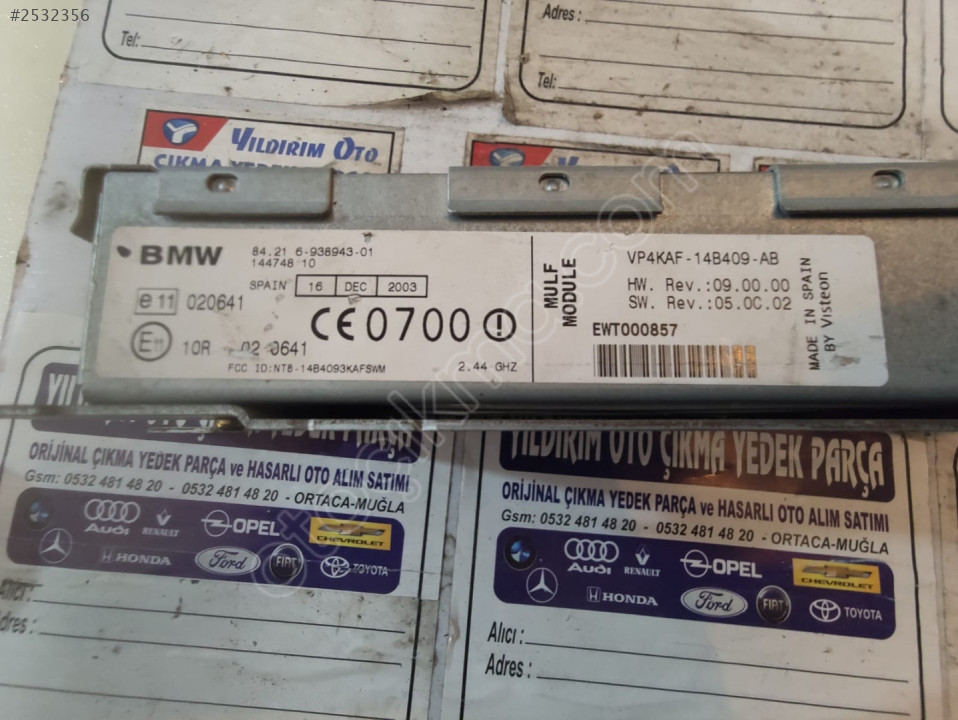 #2532356
Tel:
Adres :
Tel:
YILDIRIM OTO
ÇIKMA YEDEK PARÇA
BMW
84.21 6-938943-01
144748 10
SPAIN 16 DEC 2003
e 11 020641
E11 10R - 02 0641
CE0700
FCC ID:NT8-14B4093KAFSWM
2.44 GHZ
MULF
MODULE
VP4KAF-14B409-AB
HW. Rev.:09.00.00
SW. Rev.:05.0C.02
EWT000857
MADE IN SPAIN
BY Visteon
ORİJİNAL ÇIKMA YEDEK PARÇA ve HASARLI OTO ALIM SATIMI
Gsm: 0532 481 48 20 - 0532 481 48 20 - ORTACA-MUĞLA
Audi
RENAULT
OPEL
CHEVROLET
HONDA
Ford
FIAT
TOYOTA
YILDIRIM OTO ÇIKMA YEDEK PARÇA
ORİJİNAL ÇIKMA YEDEK PARÇA ve HASARLI OTO ALIM SATIMI
Gsm: 0532 481 48 20 - 0532 481 48 20 - ORTACA-MUĞLA
Audi
RENAULT
OPEL
CHEVROLET
HONDA
Ford
FIAT
TOYOTA
Alıcı :
Adres :